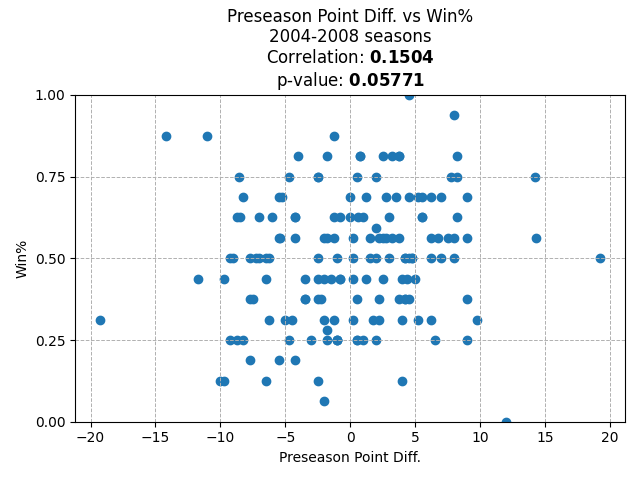 Preseason Point Diff. vs Win%
2004-2008 seasons
Correlation: 0.1504
p-value: 0.05771
1.00
0.75
0.50
0.25
0.00
Win%
−20 −15 −10 −5 0 5 10 15 20
Preseason Point Diff.